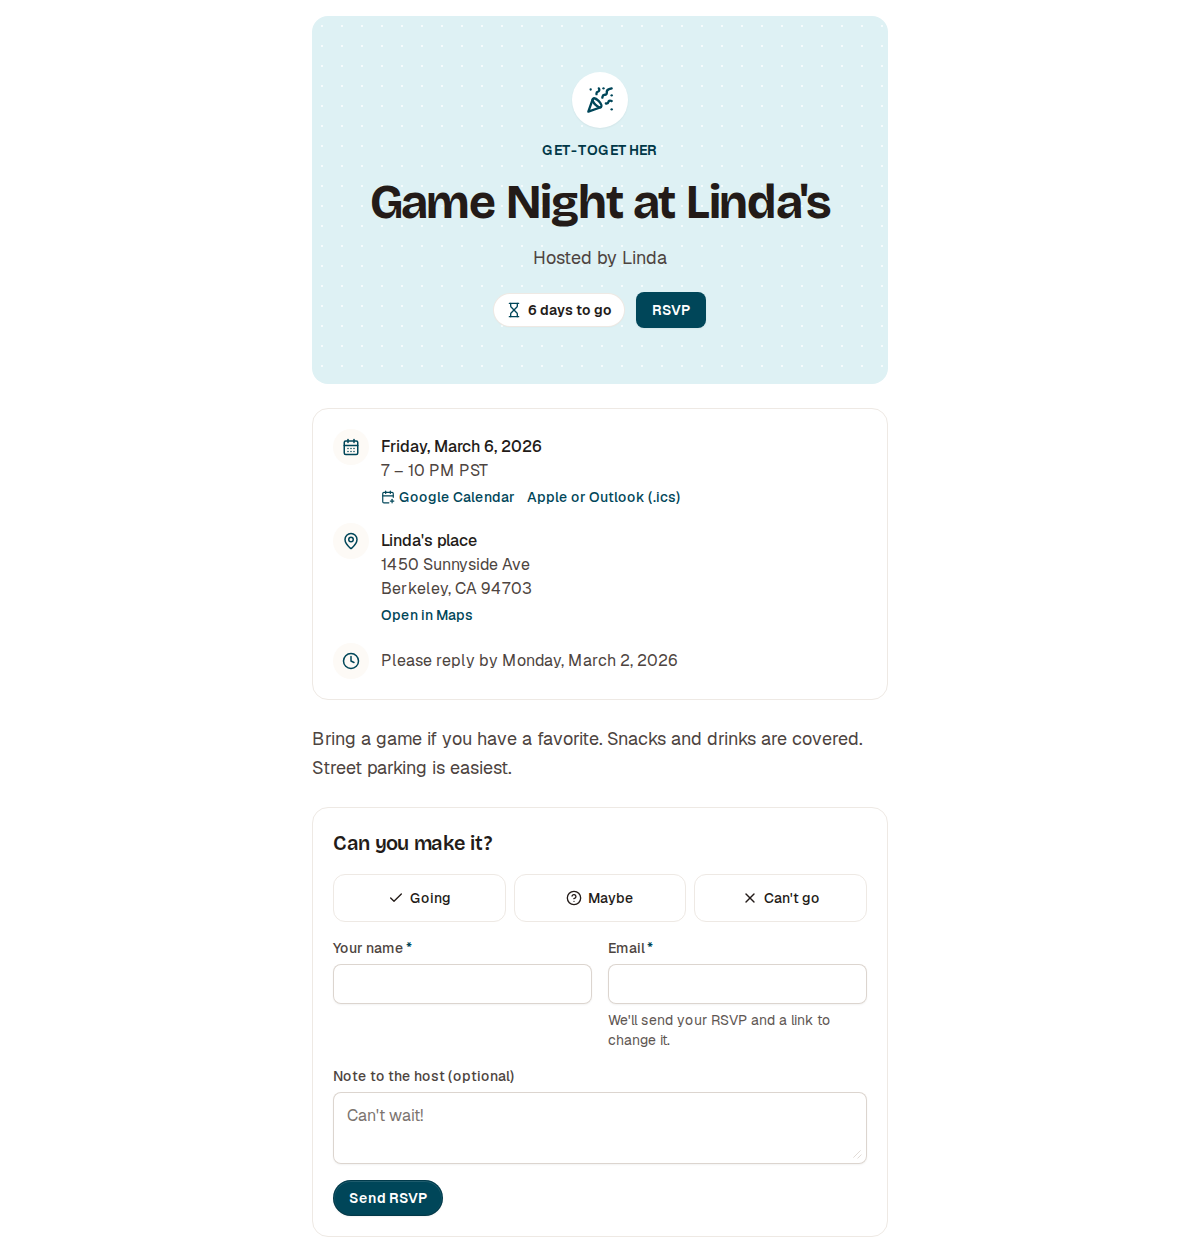 GET-TOGETHER
Game Night at Linda's
Hosted by Linda
6 days to go
RSVP
Friday, March 6, 2026
7 – 10 PM PST
Google Calendar
Apple or Outlook (.ics)
Linda's place
1450 Sunnyside Ave
Berkeley, CA 94703
Open in Maps
Please reply by Monday, March 2, 2026
Bring a game if you have a favorite. Snacks and drinks are covered.
Street parking is easiest.
Can you make it?
Going
Maybe
Can't go
Your name *
Email *
We'll send your RSVP and a link to
change it.
Note to the host (optional)
Can't wait!
Send RSVP